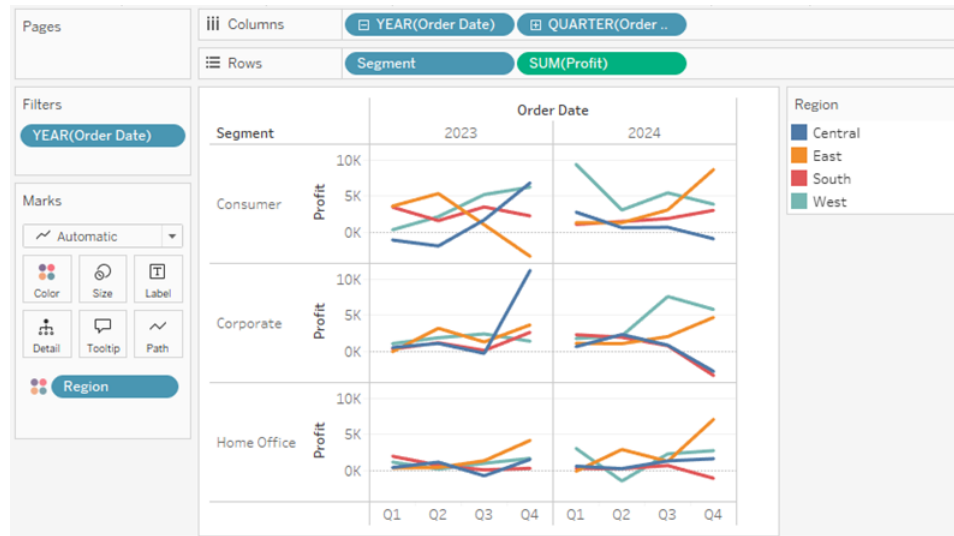 Pages
Columns
YEAR(Order Date)
QUARTER(Order ..
Rows
Segment
SUM(Profit)
Filters
YEAR(Order Date)
Marks
Automatic
Color
Size
Label
Detail
Tooltip
Path
Region
Order Date
Segment
2023
2024
Consumer
Profit
10K
5K
0K
Corporate
Profit
10K
5K
0K
Home Office
Profit
10K
5K
0K
Q1 Q2 Q3 Q4 Q1 Q2 Q3 Q4
Region
Central
East
South
West